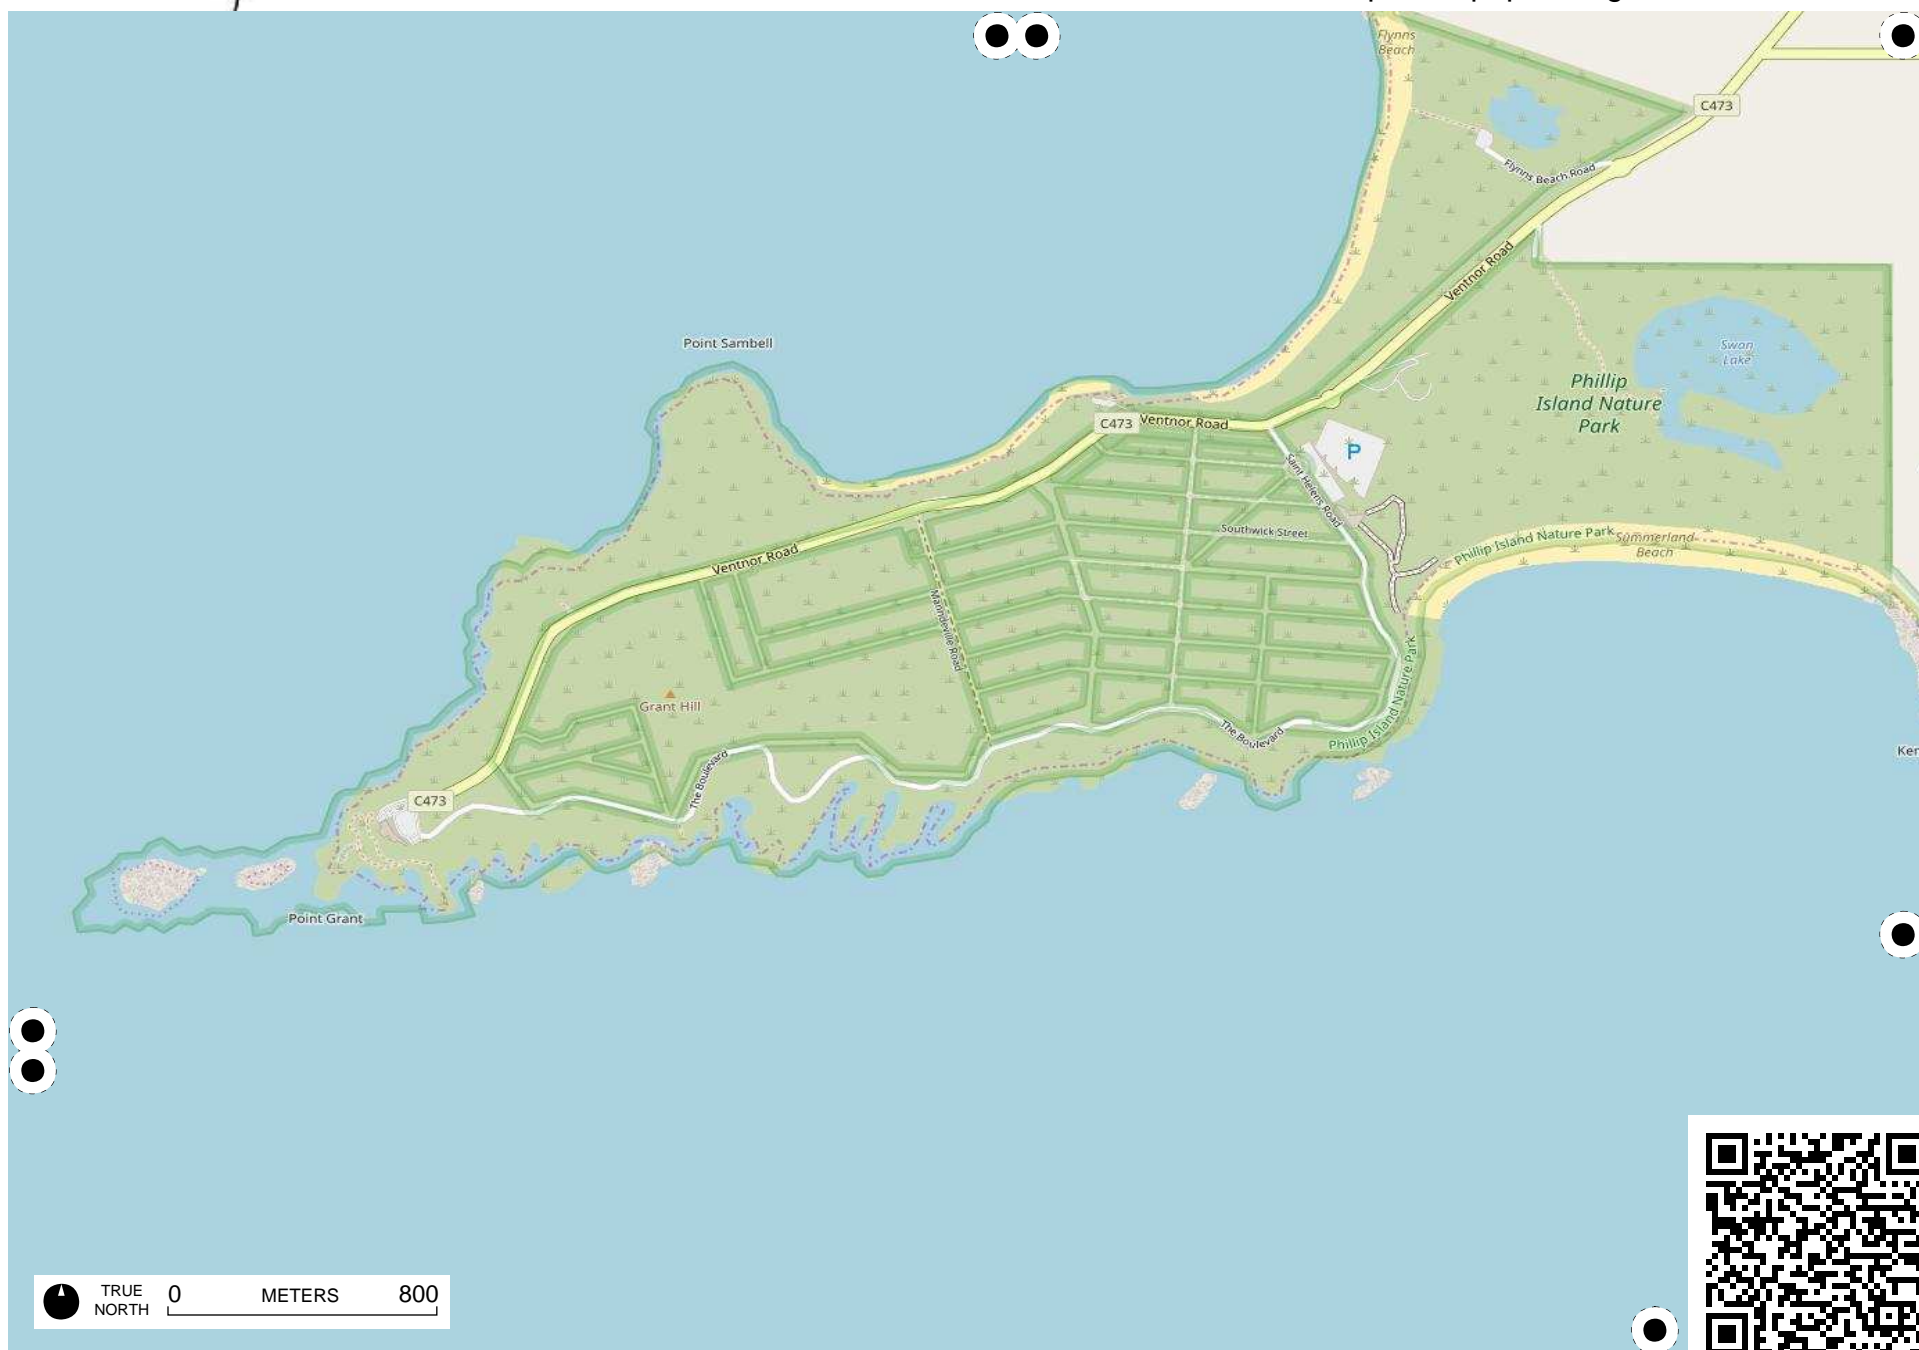 Flynns
Beach
C473
Flynns Beach Road
Ventnor Road
Point Sambell
Swan
Lake
Phillip
Island Nature
Park
C473
Ventnor Road
P
Saint Helens Road
Southwick Street
Phillip Island Nature Park
Summerland
Beach
Ventnor Road
Manndeville Road
Phillip Island Nature Park
Grant Hill
The Boulevard
The Boulevard
Ker
C473
Point Grant
TRUE
NORTH
0 METERS 800